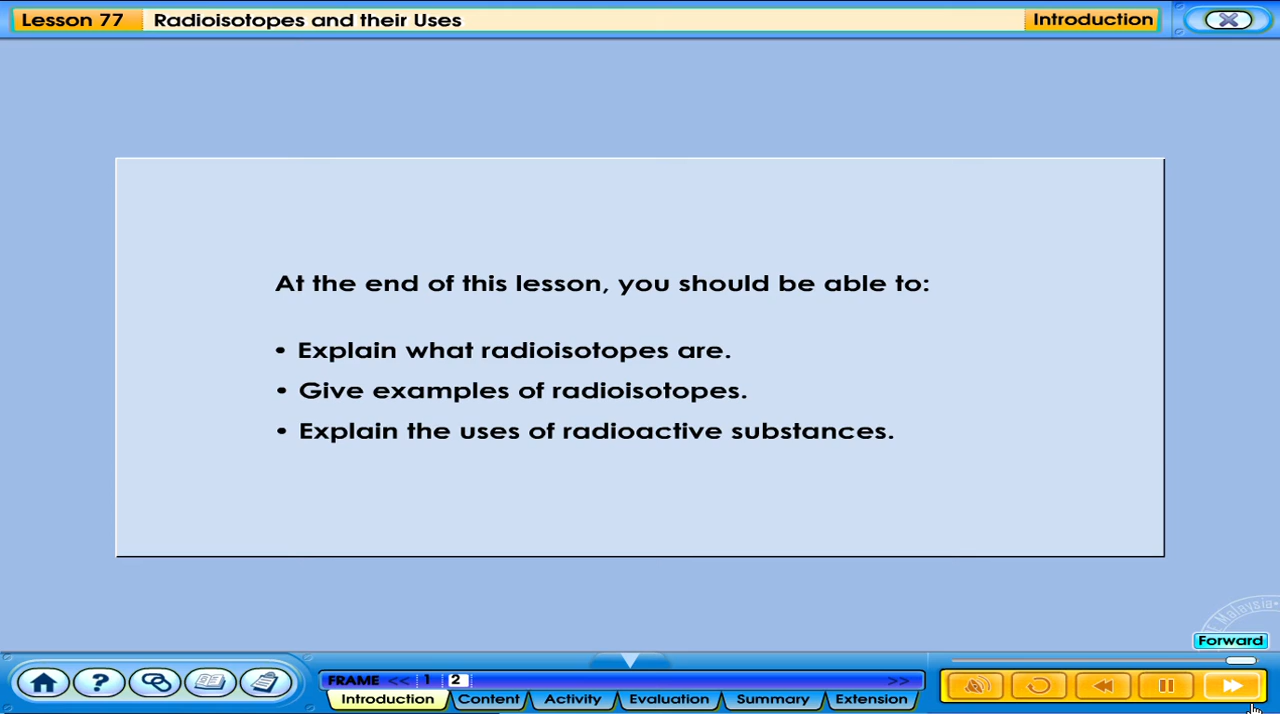 Lesson 77 Radioisotopes and their Uses Introduction
At the end of this lesson, you should be able to:
• Explain what radioisotopes are.
• Give examples of radioisotopes.
• Explain the uses of radioactive substances.
Malaysia
Forward
FRAME << 1 2 >>
Introduction Content Activity Evaluation Summary Extension